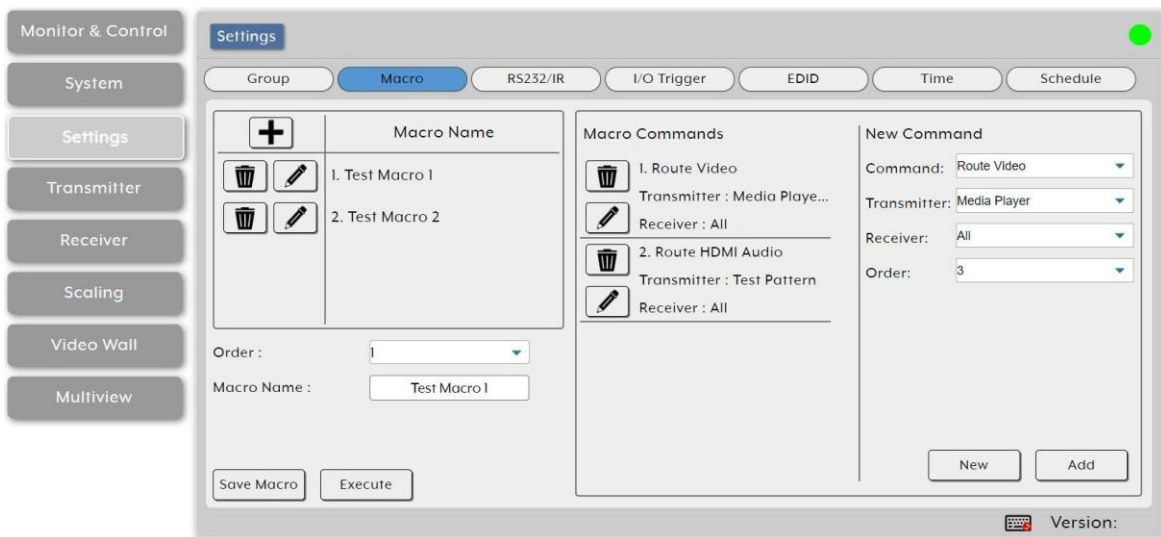 Monitor & Control
System
Settings
Transmitter
Receiver
Scaling
Video Wall
Multiview
Settings
Group Macro RS232/IR I/O Trigger EDID Time Schedule
Macro Name
1. Test Macro 1
2. Test Macro 2
Order : 1
Macro Name : Test Macro 1
Save Macro Execute
Macro Commands
1. Route Video
Transmitter : Media Playe...
Receiver : All
2. Route HDMI Audio
Transmitter : Test Pattern
Receiver : All
New Command
Command: Route Video
Transmitter: Media Player
Receiver: All
Order: 3
New Add
Version: